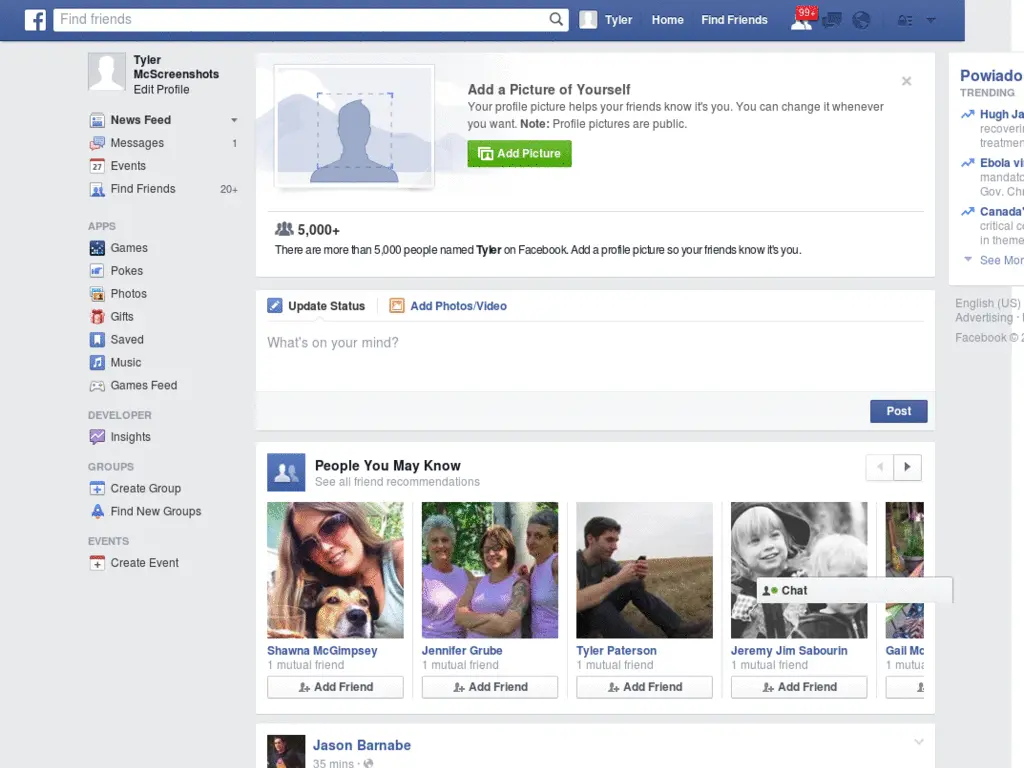 f Find friends Tyler Home Find Friends 99+
Tyler
McScreenshots
Edit Profile
News Feed
Messages 1
27 Events
Find Friends 20+
APPS
Games
Pokes
Photos
Gifts
Saved
Music
Games Feed
DEVELOPER
Insights
GROUPS
Create Group
Find New Groups
EVENTS
Create Event
Add a Picture of Yourself
Your profile picture helps your friends know it's you. You can change it whenever
you want. Note: Profile pictures are public.
Add Picture
5,000+
There are more than 5,000 people named Tyler on Facebook. Add a profile picture so your friends know it's you.
Update Status Add Photos/Video
What's on your mind?
Post
People You May Know
See all friend recommendations
Shawna McGimpsey Jennifer Grube Tyler Paterson Jeremy Jim Sabourin Gail Mc
1 mutual friend 1 mutual friend 1 mutual friend 1 mutual friend 1 mutua
Add Friend Add Friend Add Friend Add Friend
Chat
Jason Barnabe
35 mins ·
Powiado
TRENDING
Hugh Ja
recoverin
treatmen
Ebola vi
mandato
Gov. Chr
Canada'
critical co
in theme
See Mor
English (US)
Advertising ·
Facebook © 2